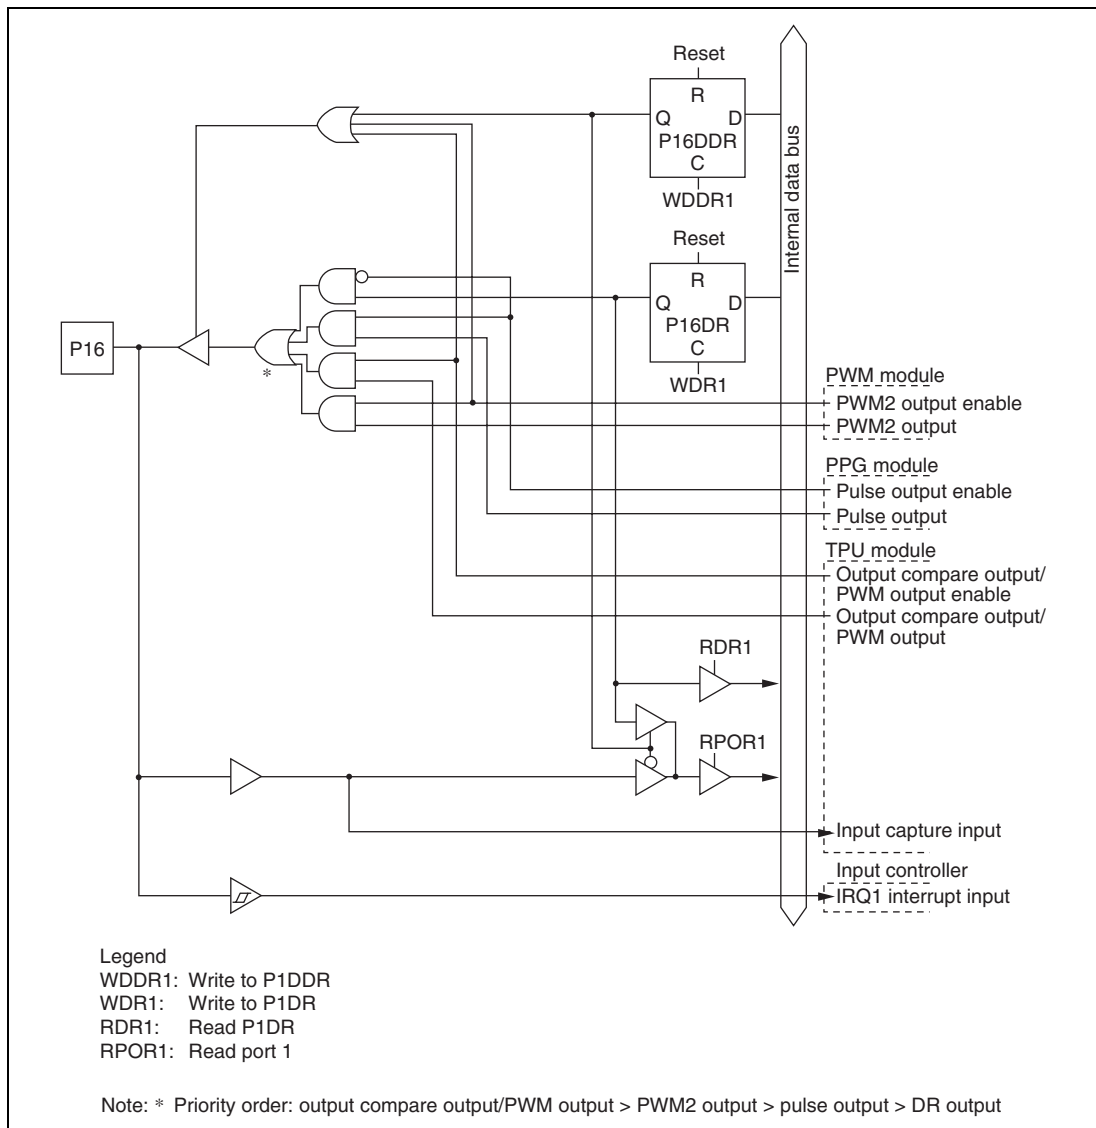 Reset
R
Q D
P16DDR
C
WDDR1
Internal data bus
Reset
R
Q D
P16DR
C
WDR1
P16
*
PWM module
PWM2 output enable
PWM2 output
PPG module
Pulse output enable
Pulse output
TPU module
Output compare output/
PWM output enable
Output compare output/
PWM output
RDR1
RPOR1
Input capture input
Input controller
IRQ1 interrupt input
Legend
WDDR1: Write to P1DDR
WDR1: Write to P1DR
RDR1: Read P1DR
RPOR1: Read port 1
Note: * Priority order: output compare output/PWM output > PWM2 output > pulse output > DR output